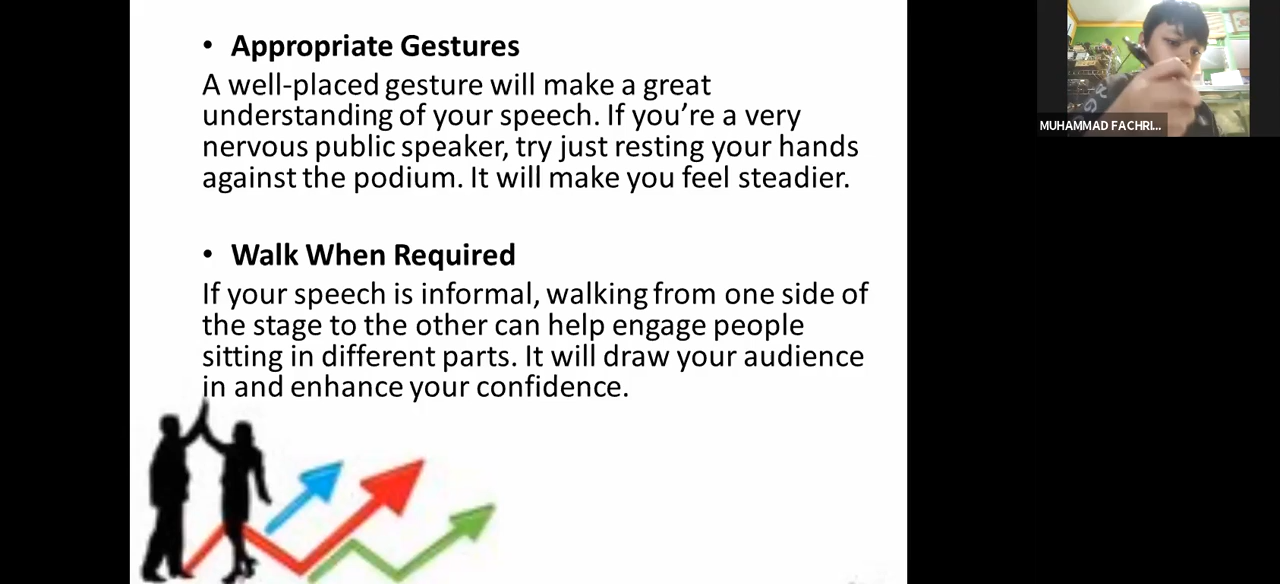 • Appropriate Gestures
A well-placed gesture will make a great
understanding of your speech. If you’re a very
nervous public speaker, try just resting your hands
against the podium. It will make you feel steadier.
• Walk When Required
If your speech is informal, walking from one side of
the stage to the other can help engage people
sitting in different parts. It will draw your audience
in and enhance your confidence.
MUHAMMAD FACHRI...